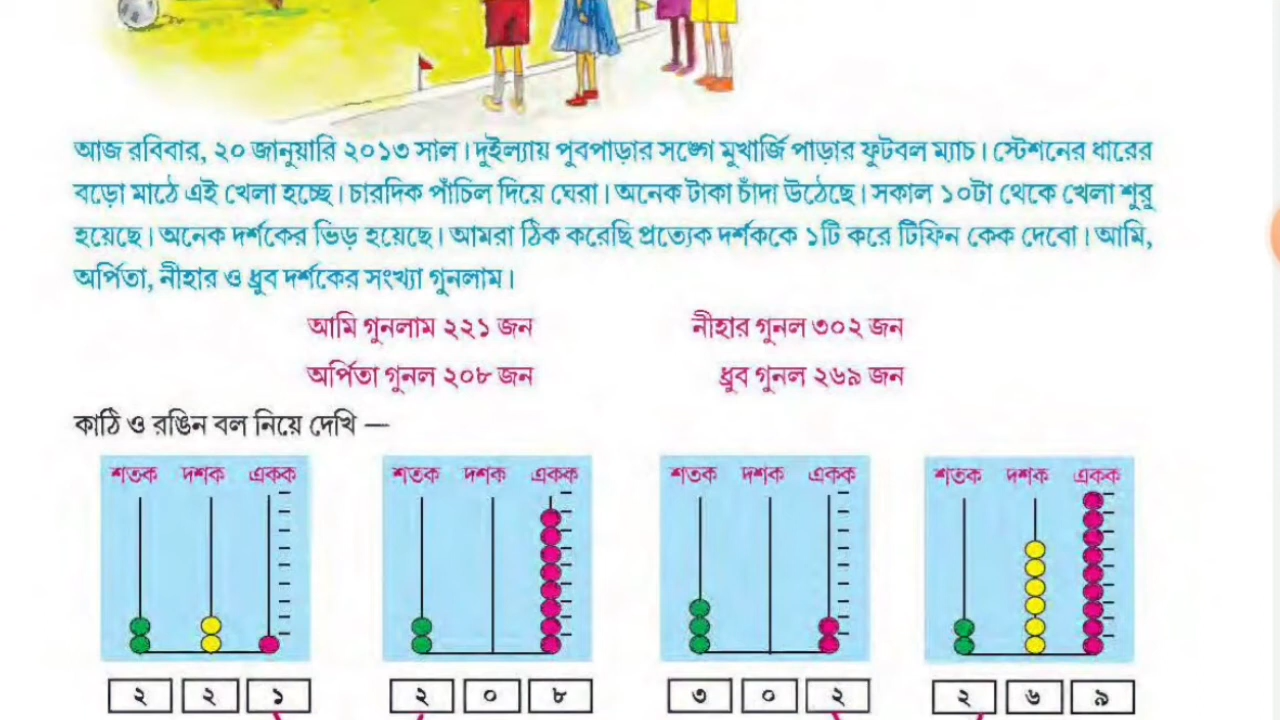 আজ রবিবার, ২০ জানুয়ারি ২০১৩ সাল। দুইল্যায় পুবপাড়ার সঙ্গে মুখার্জি পাড়ার ফুটবল ম্যাচ। স্টেশনের ধারের
বড়ো মাঠে এই খেলা হচ্ছে। চারদিক পাঁচিল দিয়ে ঘেরা। অনেক টাকা চাঁদা উঠেছে। সকাল ১০টা থেকে খেলা শুরু
হয়েছে। অনেক দর্শকের ভিড় হয়েছে। আমরা ঠিক করেছি প্রত্যেক দর্শককে ১টি করে টিফিন কেক দেবো। আমি,
অর্পিতা, নীহার ও ধ্রুব দর্শকের সংখ্যা গুনলাম।
আমি গুনলাম ২২১ জন নীহার গুনল ৩০২ জন
অর্পিতা গুনল ২০৮ জন ধ্রুব গুনল ২৬৯ জন
কাঠি ও রঙিন বল নিয়ে দেখি —
শতক দশক একক শতক দশক একক শতক দশক একক শতক দশক একক
২ ২ ১ ২ ০ ৮ ৩ ০ ২ ২ ৬ ৯